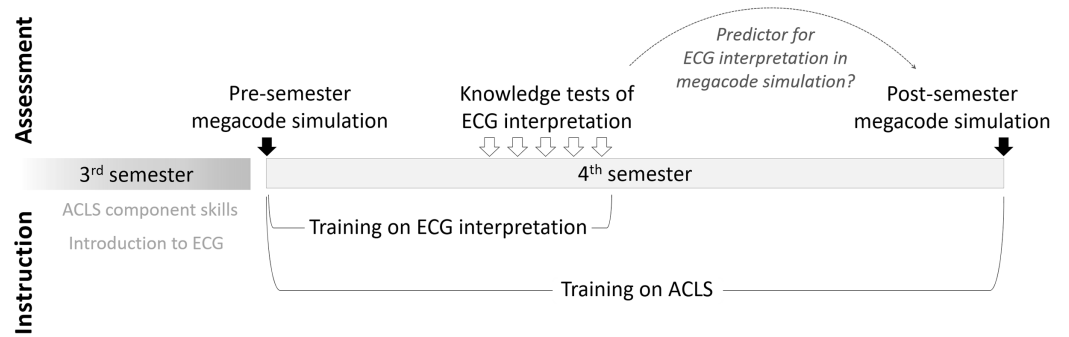 Assessment
Predictor for
ECG interpretation in
megacode simulation?
Pre-semester
megacode simulation
Knowledge tests of
ECG interpretation
Post-semester
megacode simulation
3rd semester
4th semester
Instruction
ACLS component skills
Introduction to ECG
Training on ECG interpretation
Training on ACLS